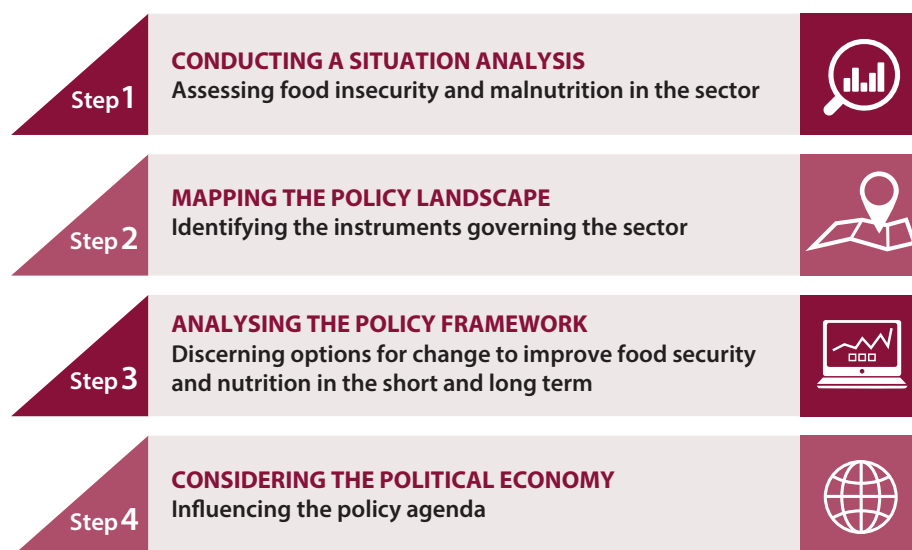 Step 1
CONDUCTING A SITUATION ANALYSIS
Assessing food insecurity and malnutrition in the sector
Step 2
MAPPING THE POLICY LANDSCAPE
Identifying the instruments governing the sector
Step 3
ANALYSING THE POLICY FRAMEWORK
Discerning options for change to improve food security
and nutrition in the short and long term
Step 4
CONSIDERING THE POLITICAL ECONOMY
Influencing the policy agenda